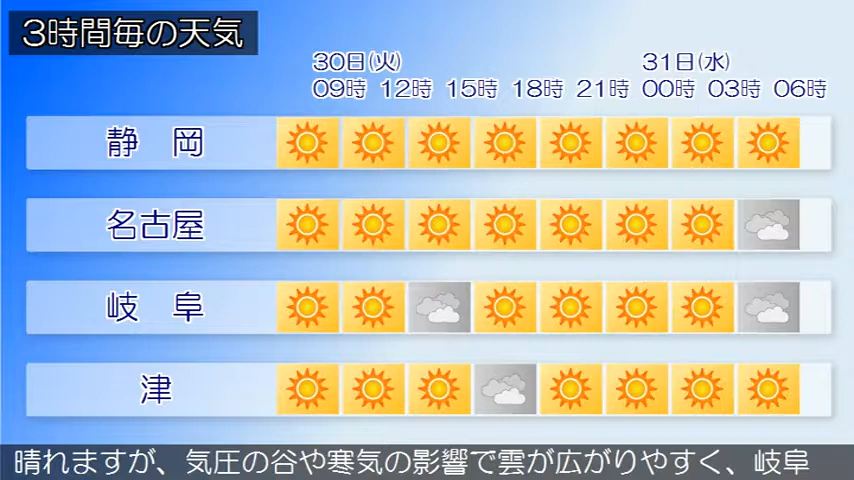 3時間毎の天気
30日(火) 31日(水)
09時 12時 15時 18時 21時 00時 03時 06時
静岡
名古屋
岐阜
津
晴れますが、気圧の谷や寒気の影響で雲が広がりやすく、岐阜